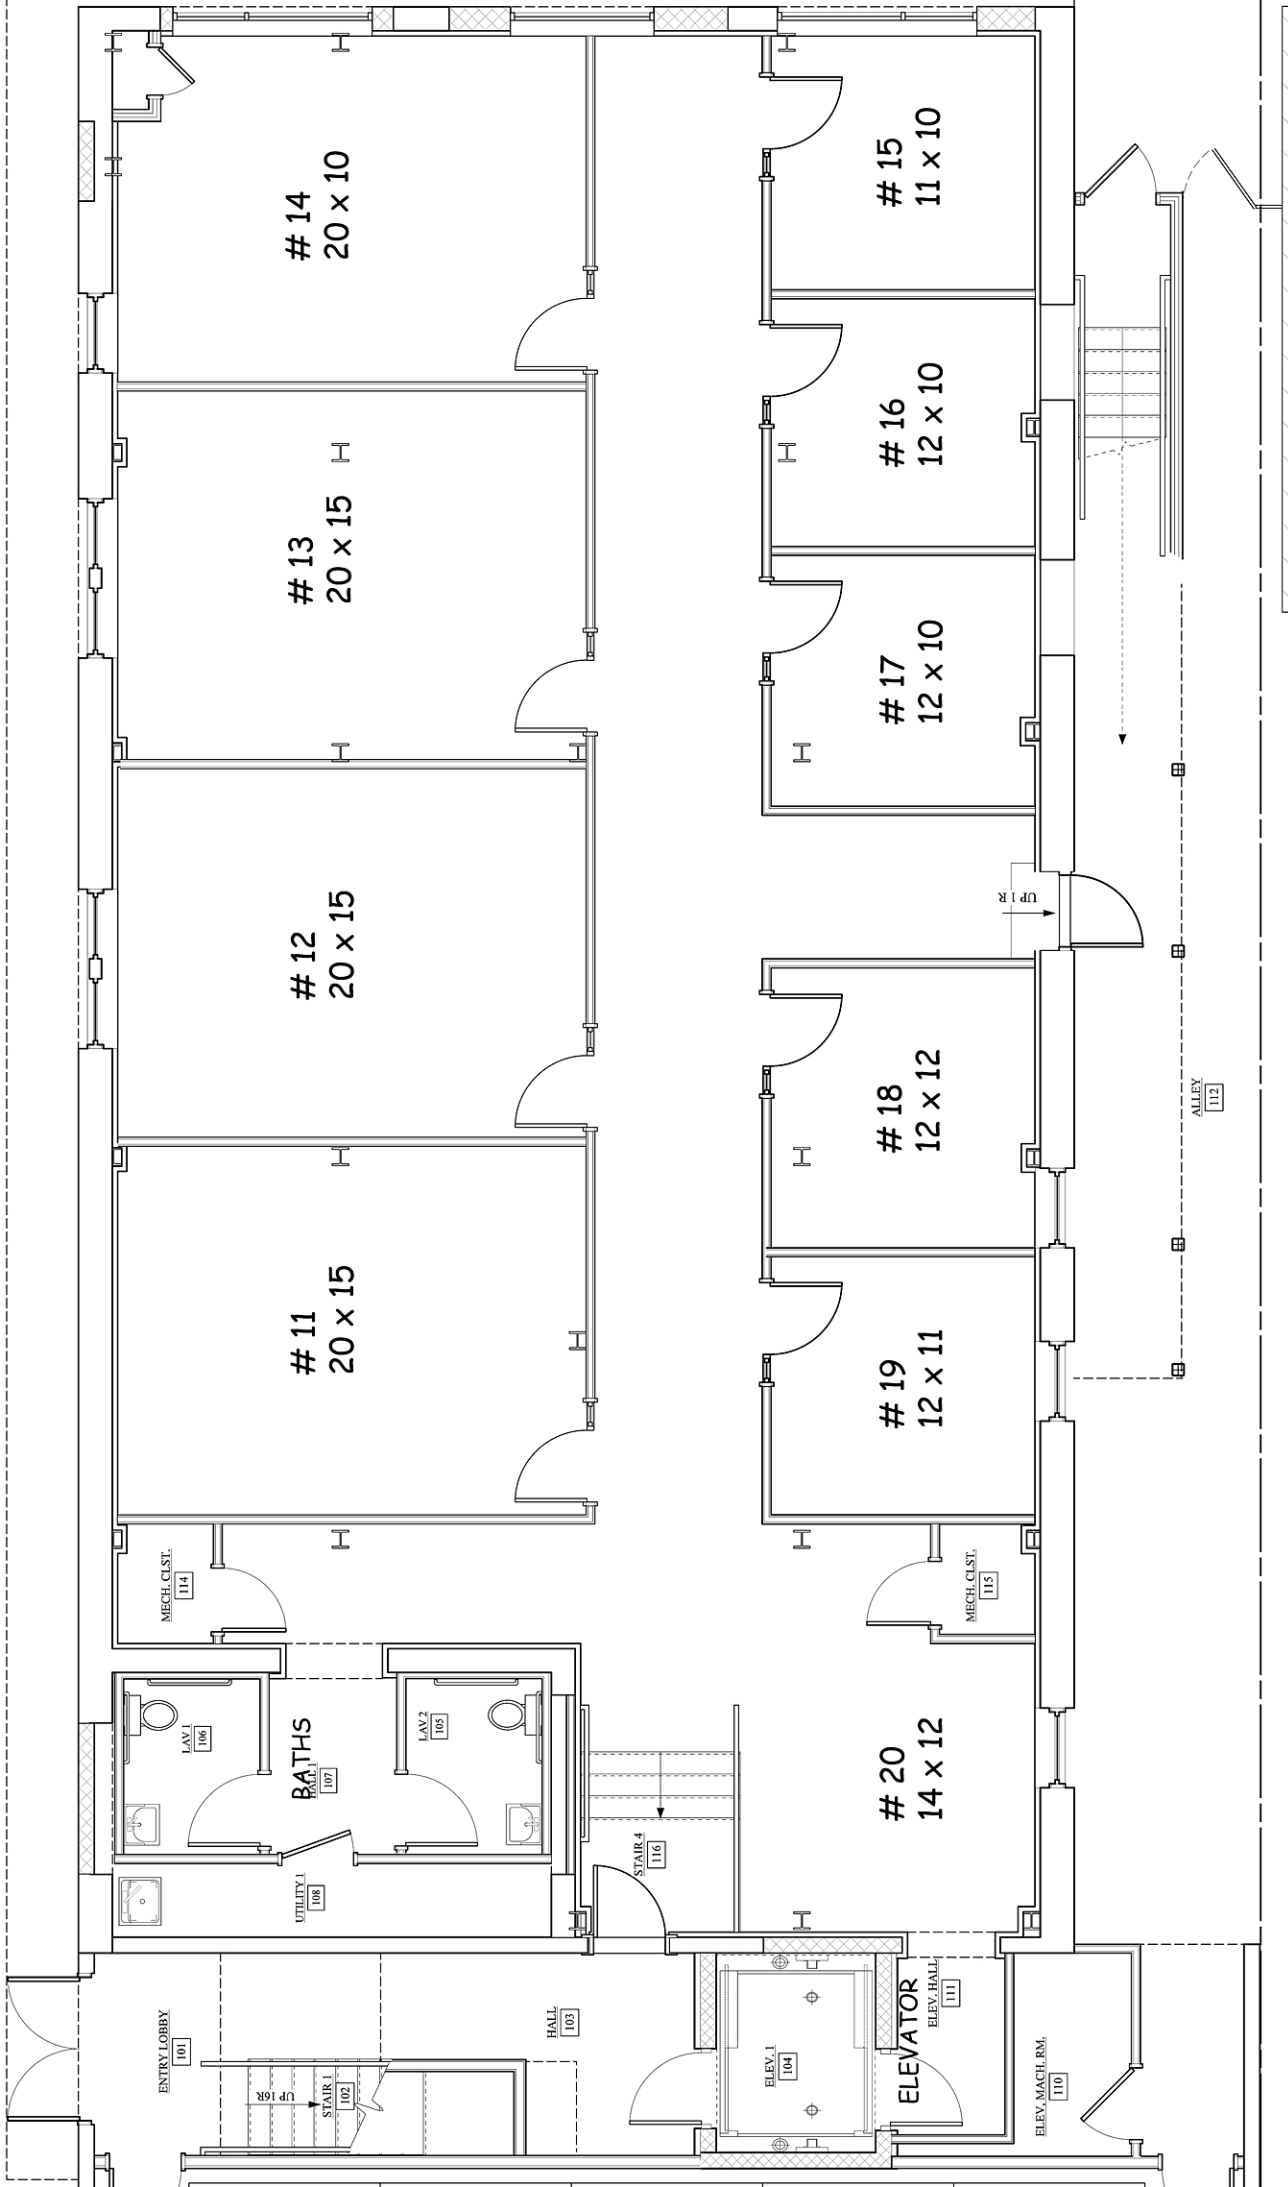 # 14
20 x 10
# 15
11 x 10
# 16
12 x 10
# 13
20 x 15
# 17
12 x 10
# 12
20 x 15
UP 1 R
# 18
12 x 12
ALLEY
112
# 11
20 x 15
# 19
12 x 11
MECH. CLST.
114
MECH. CLST.
115
LAV 1
106
BATHS
107
LAV 2
105
# 20
14 x 12
STAIR 4
116
UTILITY 1
108
ENTRY LOBBY
101
HALL
103
ELEVATOR
ELEV. HALL
111
UP 16R
STAIR 1
102
ELEV. 1
104
ELEV. MACH. RM.
110